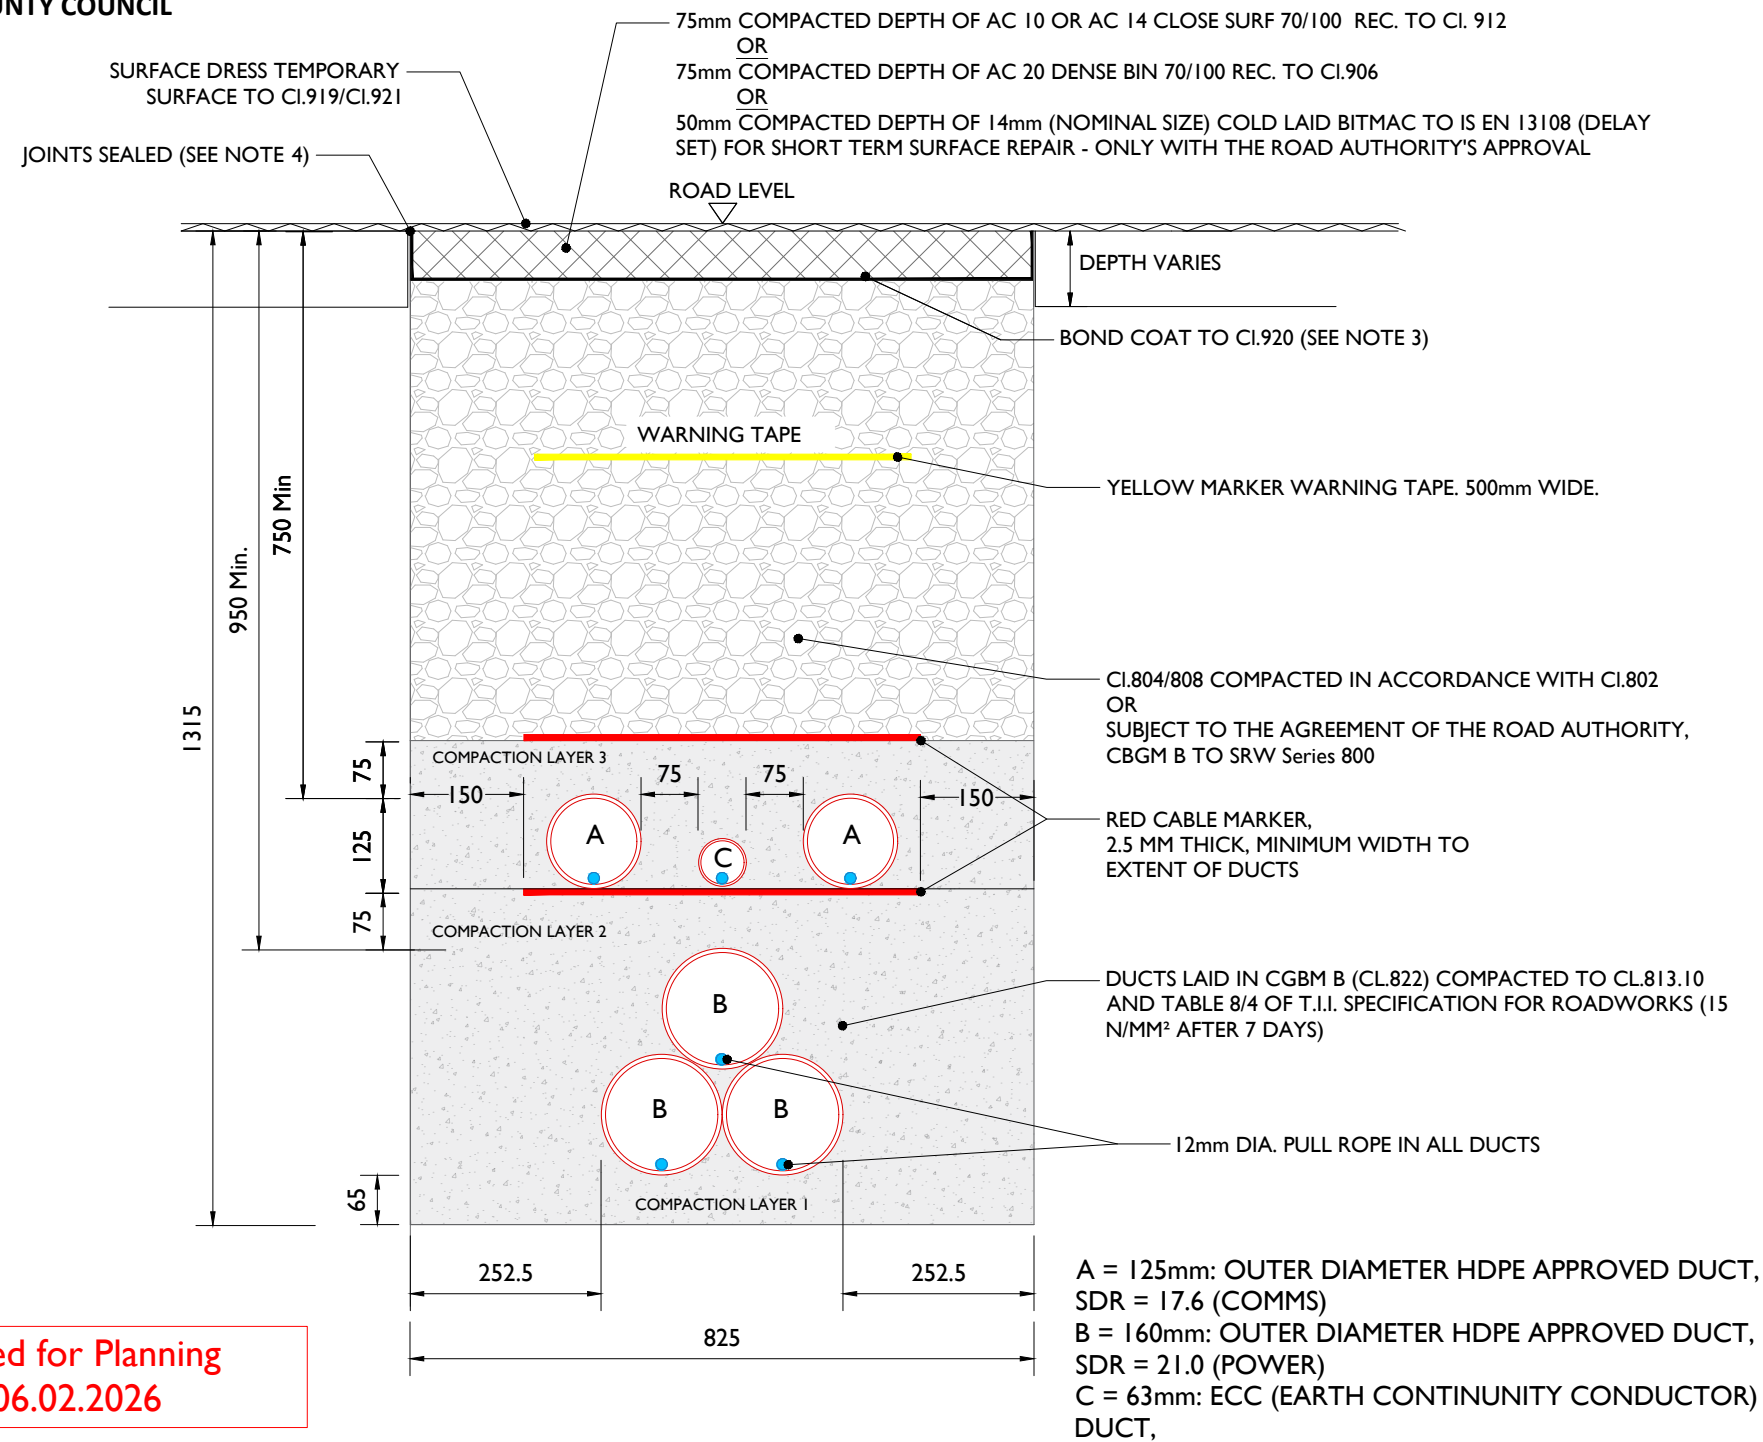 UNTY COUNCIL
75mm COMPACTED DEPTH OF AC 10 OR AC 14 CLOSE SURF 70/100 REC. TO Cl. 912
OR
75mm COMPACTED DEPTH OF AC 20 DENSE BIN 70/100 REC. TO Cl.906
OR
50mm COMPACTED DEPTH OF 14mm (NOMINAL SIZE) COLD LAID BITMAC TO IS EN 13108 (DELAY
SET) FOR SHORT TERM SURFACE REPAIR - ONLY WITH THE ROAD AUTHORITY'S APPROVAL
SURFACE DRESS TEMPORARY
SURFACE TO Cl.919/Cl.921
JOINTS SEALED (SEE NOTE 4)
ROAD LEVEL
DEPTH VARIES
BOND COAT TO Cl.920 (SEE NOTE 3)
WARNING TAPE
YELLOW MARKER WARNING TAPE. 500mm WIDE.
750 Min
950 Min.
1315
Cl.804/808 COMPACTED IN ACCORDANCE WITH Cl.802
OR
SUBJECT TO THE AGREEMENT OF THE ROAD AUTHORITY,
CBGM B TO SRW Series 800
COMPACTION LAYER 3
75
75
75
150
150
125
A
C
A
RED CABLE MARKER,
2.5 MM THICK, MINIMUM WIDTH TO
EXTENT OF DUCTS
75
COMPACTION LAYER 2
DUCTS LAID IN CGBM B (CL.822) COMPACTED TO CL.813.10
AND TABLE 8/4 OF T.I.I. SPECIFICATION FOR ROADWORKS (15
N/MM² AFTER 7 DAYS)
B
B
B
12mm DIA. PULL ROPE IN ALL DUCTS
65
COMPACTION LAYER 1
252.5
252.5
825
A = 125mm: OUTER DIAMETER HDPE APPROVED DUCT,
SDR = 17.6 (COMMS)
B = 160mm: OUTER DIAMETER HDPE APPROVED DUCT,
SDR = 21.0 (POWER)
C = 63mm: ECC (EARTH CONTINUNITY CONDUCTOR)
DUCT,
ed for Planning
06.02.2026